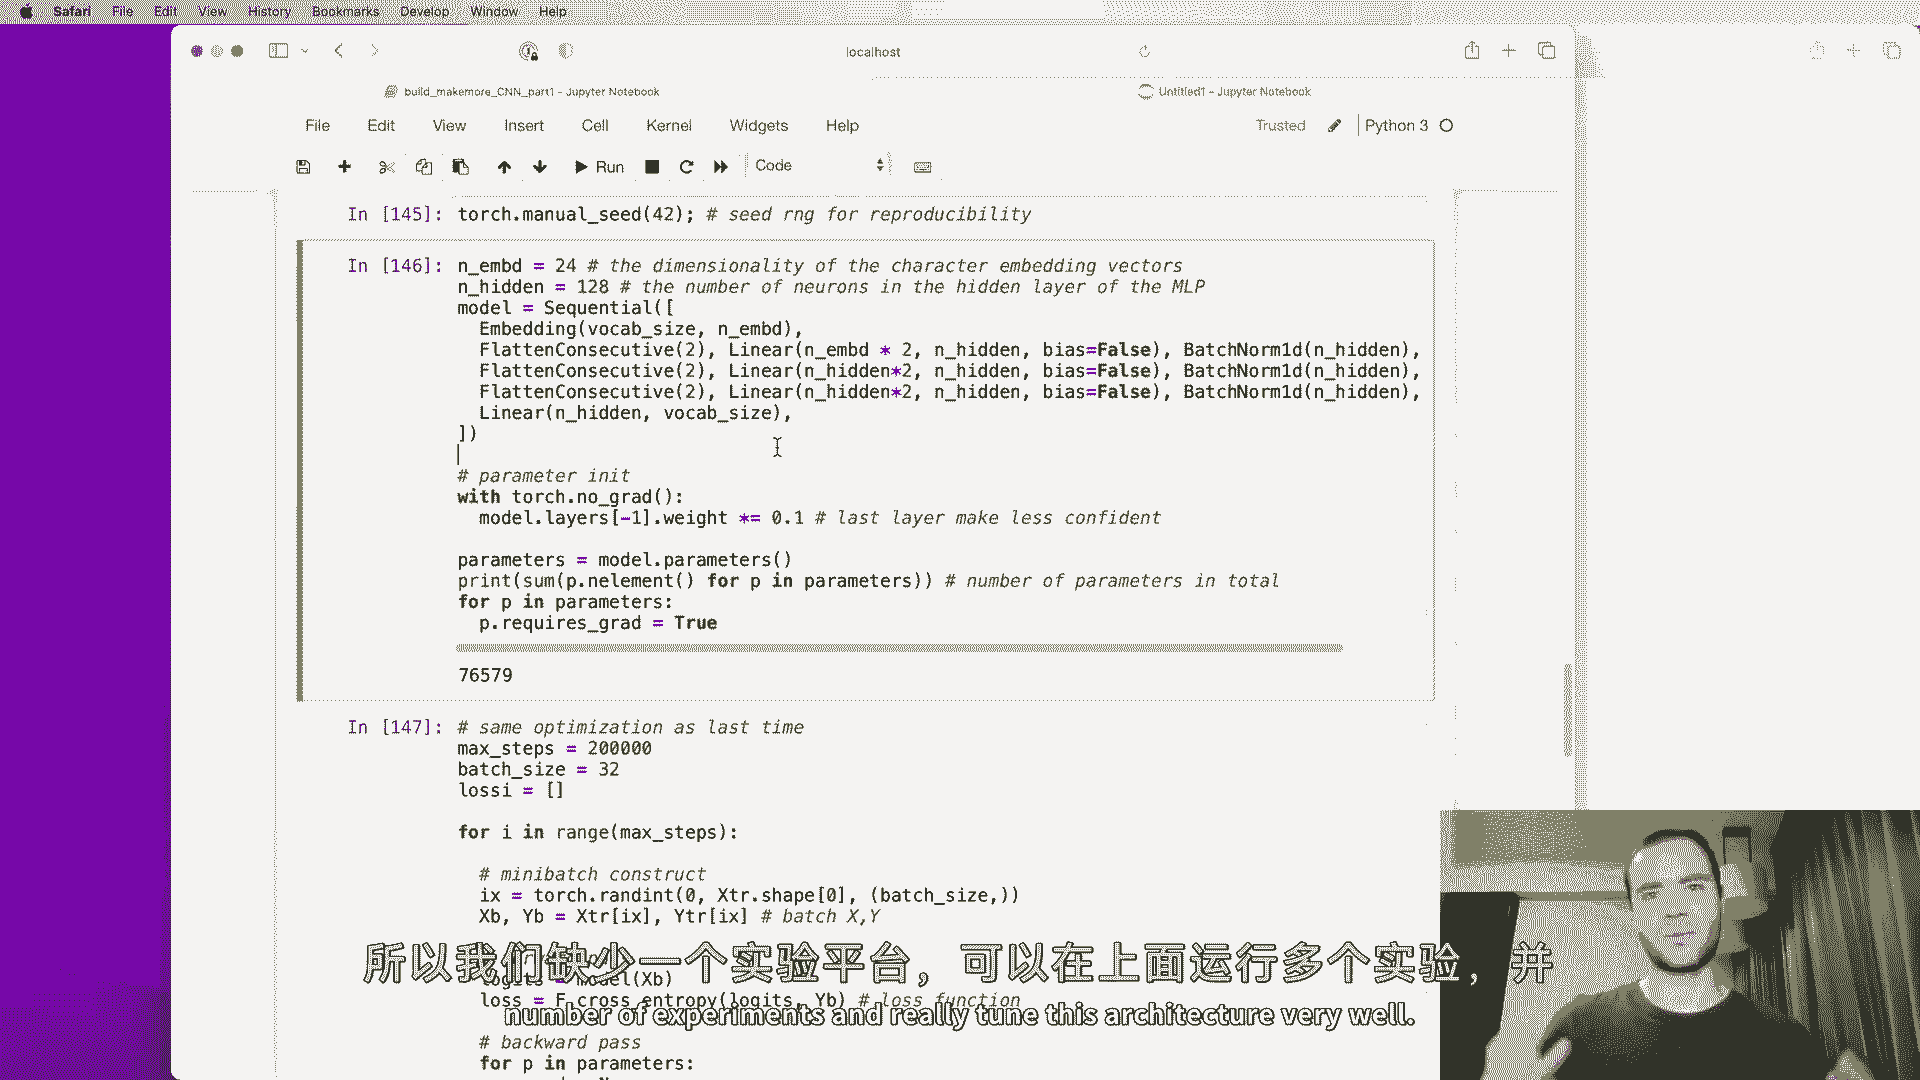 Safari File Edit View History Bookmarks Develop Window Help
localhost
build_makemore_CNN_part1 - Jupyter Notebook
Untitled1 - Jupyter Notebook
File Edit View Insert Cell Kernel Widgets Help
Trusted
Python 3
Run
Code
In [145]: torch.manual_seed(42); # seed rng for reproducibility
In [146]: n_embd = 24 # the dimensionality of the character embedding vectors
n_hidden = 128 # the number of neurons in the hidden layer of the MLP
model = Sequential([
Embedding(vocab_size, n_embd),
FlattenConsecutive(2), Linear(n_embd * 2, n_hidden, bias=False), BatchNorm1d(n_hidden),
FlattenConsecutive(2), Linear(n_hidden*2, n_hidden, bias=False), BatchNorm1d(n_hidden),
FlattenConsecutive(2), Linear(n_hidden*2, n_hidden, bias=False), BatchNorm1d(n_hidden),
Linear(n_hidden, vocab_size),
])
# parameter init
with torch.no_grad():
model.layers[-1].weight *= 0.1 # last layer make less confident
parameters = model.parameters()
print(sum(p.nelement() for p in parameters)) # number of parameters in total
for p in parameters:
p.requires_grad = True
76579
In [147]: # same optimization as last time
max_steps = 200000
batch_size = 32
lossi = []
for i in range(max_steps):
# minibatch construct
ix = torch.randint(0, Xtr.shape[0], (batch_size,))
Xb, Yb = Xtr[ix], Ytr[ix] # batch X,Y
所以我们缺少一个实验平台，可以在上面运行多个实验，并
logits = model(Xb)
loss = F.cross_entropy(logits, Yb) # loss function
number of experiments and really tune this architecture very well.
# backward pass
for p in parameters: